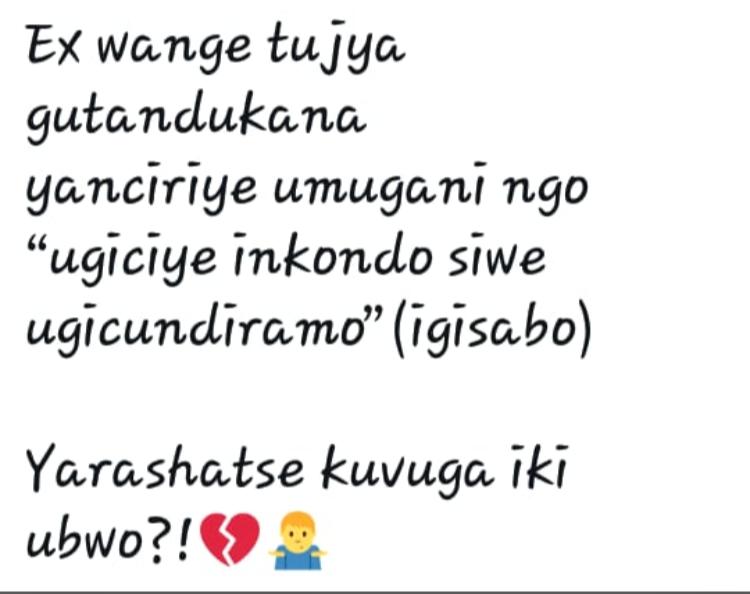 Ex wange tujya
gutandukana
yanciriye umugani ngo
“ugiciye inkondo siwe
ugicundiramo” (igisabo)
Yarashatse kuvuga iki
ubwo?!💔🤷‍♂️